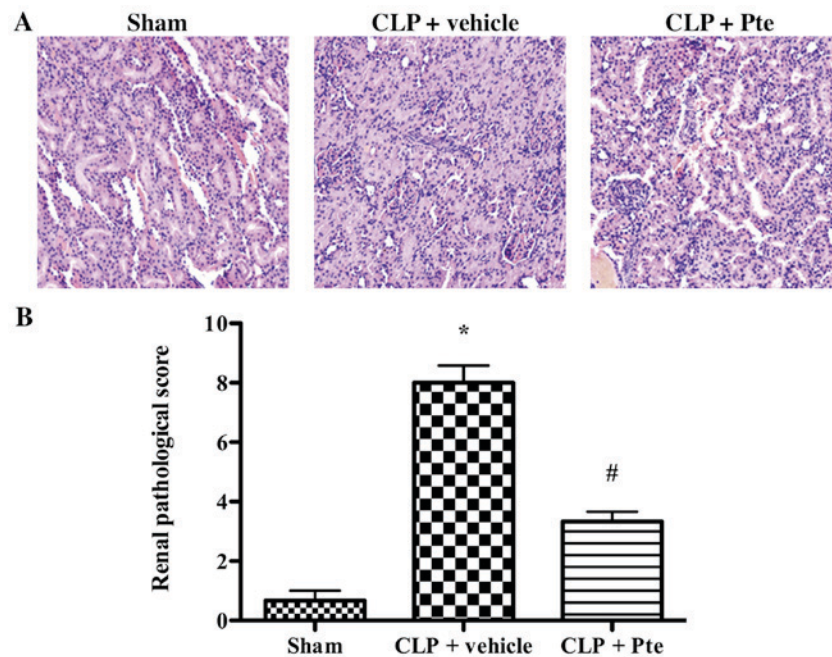 A
Sham
CLP + vehicle
CLP + Pte
B
Renal pathological score
10
8
6
4
2
0
*
#
Sham
CLP + vehicle
CLP + Pte